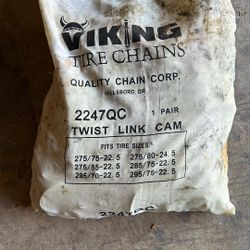 VIKING
TIRE CHAINS
QUALITY CHAIN CORP.
HILLSBORO, OR
2247QC 1 PAIR
TWIST LINK CAM
FITS TIRE SIZES
275/75-22.5 275/80-24.5
275/85-22.5 285/75-22.5
285/70-22.5 295/75-22.5
2247QC